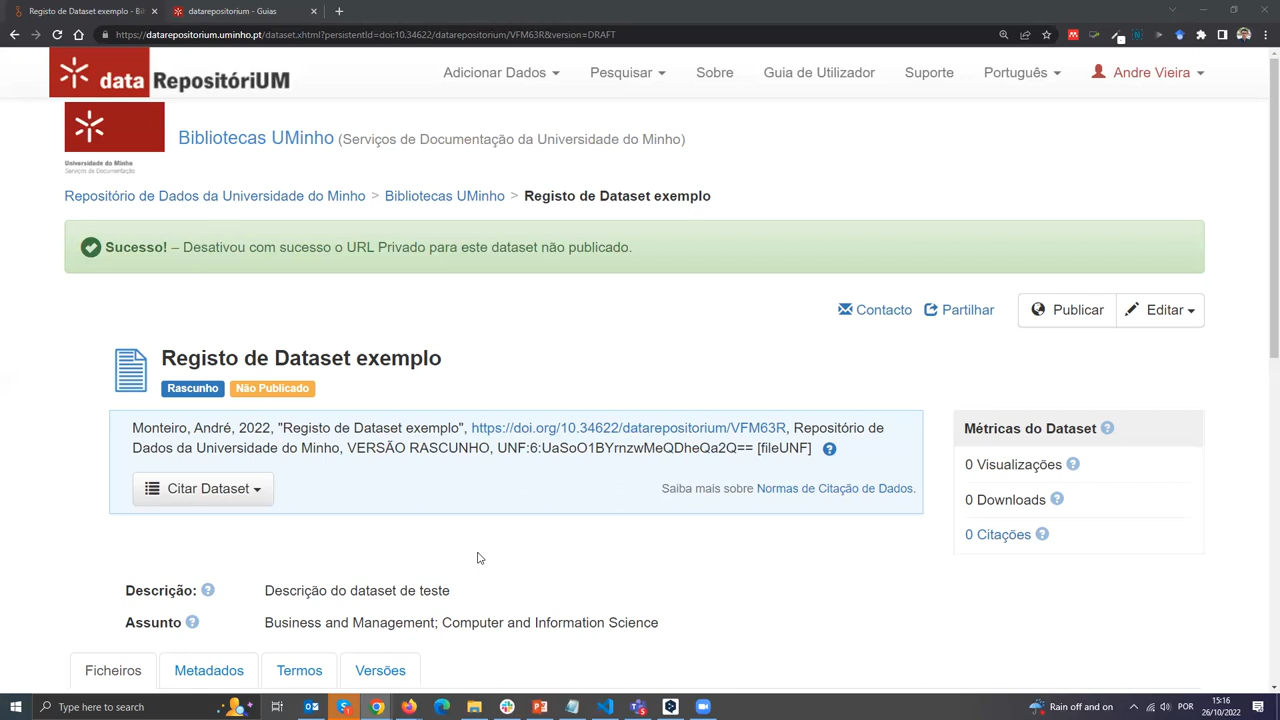 Registo de Dataset exemplo - Bi
datarepositorium - Guias
https://datarepositorium.uminho.pt/dataset.xhtml?persistentId=doi:10.34622/datarepositorium/VFM63R&version=DRAFT
data RepositóriUM
Adicionar Dados
Pesquisar
Sobre
Guia de Utilizador
Suporte
Português
Andre Vieira
Bibliotecas UMinho (Serviços de Documentação da Universidade do Minho)
Universidade do Minho
Serviços de Documentação
Repositório de Dados da Universidade do Minho > Bibliotecas UMinho > Registo de Dataset exemplo
Sucesso! – Desativou com sucesso o URL Privado para este dataset não publicado.
Contacto
Partilhar
Publicar
Editar
Registo de Dataset exemplo
Rascunho
Não Publicado
Monteiro, André, 2022, "Registo de Dataset exemplo", https://doi.org/10.34622/datarepositorium/VFM63R, Repositório de
Dados da Universidade do Minho, VERSÃO RASCUNHO, UNF:6:UaSoO1BYrnzwMeQDheQa2Q== [fileUNF]
Citar Dataset
Saiba mais sobre Normas de Citação de Dados.
Métricas do Dataset
0 Visualizações
0 Downloads
0 Citações
Descrição:
Descrição do dataset de teste
Assunto
Business and Management; Computer and Information Science
Ficheiros
Metadados
Termos
Versões
Type here to search
Rain off and on
POR
15:16
26/10/2022